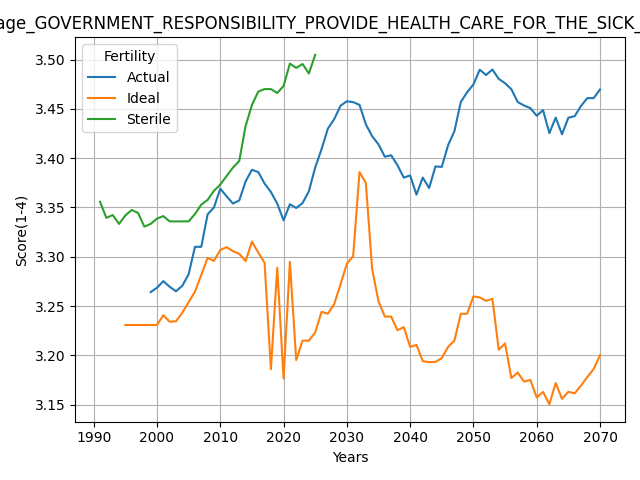 age_GOVERNMENT_RESPONSIBILITY_PROVIDE_HEALTH_CARE_FOR_THE_SICK_
Fertility
Actual
Ideal
Sterile
Score(1-4)
3.50
3.45
3.40
3.35
3.30
3.25
3.20
3.15
1990 2000 2010 2020 2030 2040 2050 2060 2070
Years